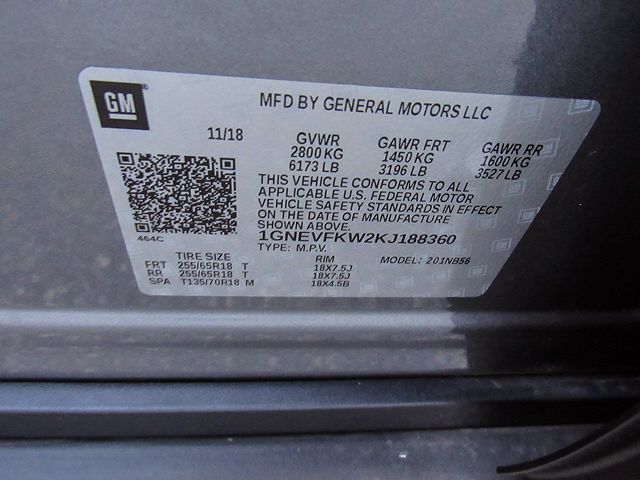 GM
MFD BY GENERAL MOTORS LLC
11/18 GVWR GAWR FRT GAWR RR
2800 KG 1450 KG 1600 KG
6173 LB 3196 LB 3527 LB
THIS VEHICLE CONFORMS TO ALL
APPLICABLE U.S. FEDERAL MOTOR
VEHICLE SAFETY STANDARDS IN EFFECT
ON THE DATE OF MANUFACTURE
SHOWN ABOVE.
464C 1GNEVFKW2KJ188360
TYPE: M.P.V. MODEL: 201NB56
TIRE SIZE RIM
FRT 255/65R18 T 18X7.5J
RR 255/65R18 T 18X7.5J
SPA T135/70R18 M 18X4.5B